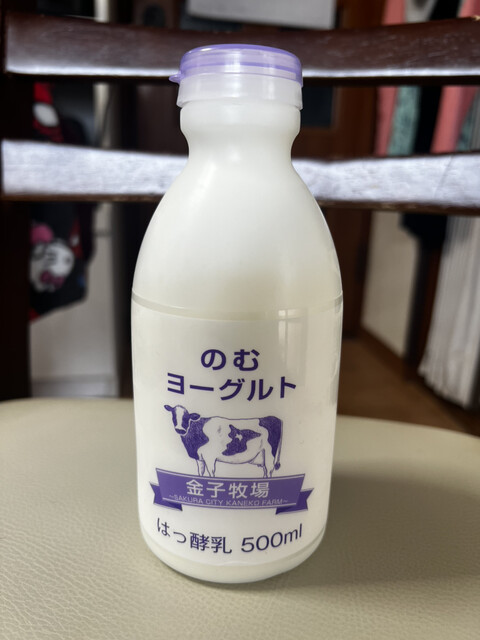 のむ
ヨーグルト
金子牧場
~SAKURA CITY KANEKO FARM~
はっ酵乳 500ml